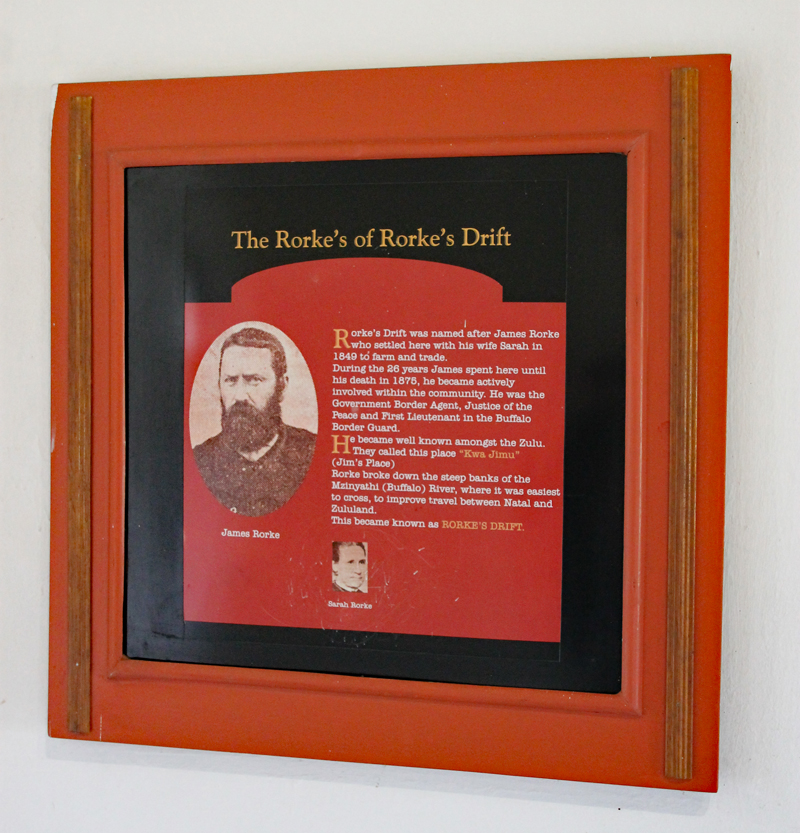 The Rorke's of Rorke's Drift
Rorke's Drift was named after James Rorke
who settled here with his wife Sarah in
1849 to farm and trade.
During the 26 years James spent here until
his death in 1875, he became actively
involved within the community. He was the
Government Border Agent, Justice of the
Peace and First Lieutenant in the Buffalo
Border Guard.
He became well known amongst the Zulu.
They called this place "Kwa Jimu"
(Jim's Place)
Rorke broke down the steep banks of the
Mzinyathi (Buffalo) River, where it was easiest
to cross, to improve travel between Natal and
Zululand.
This became known as RORKE'S DRIFT.
James Rorke
Sarah Rorke